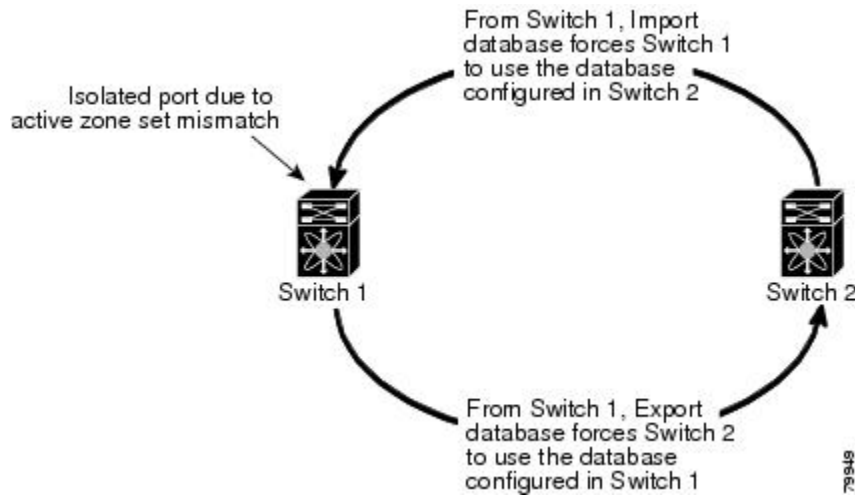 From Switch 1, Import
database forces Switch 1
to use the database
configured in Switch 2
Isolated port due to
active zone set mismatch
Switch 1
Switch 2
From Switch 1, Export
database forces Switch 2
to use the database
configured in Switch 1
79949